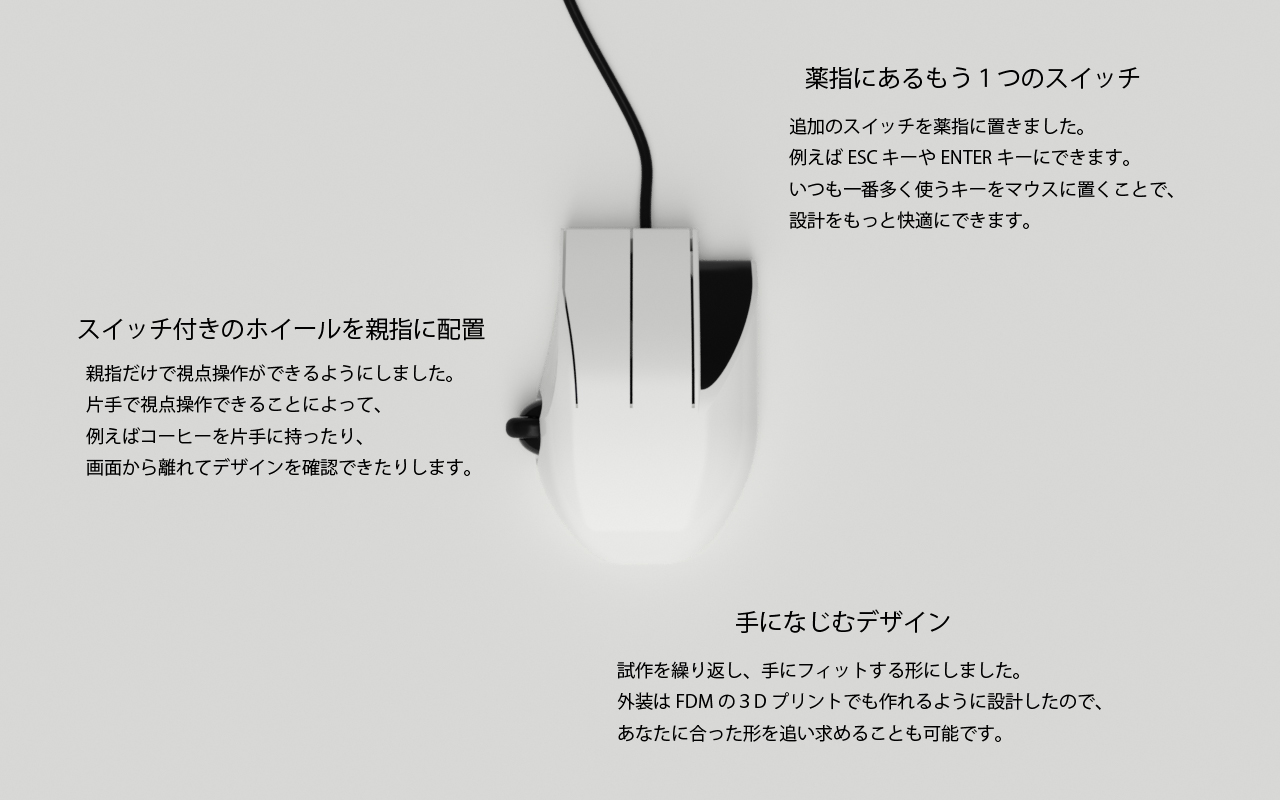 薬指にあるもう１つのスイッチ
追加のスイッチを薬指に置きました。
例えば ESC キーや ENTER キーにできます。
いつも一番多く使うキーをマウスに置くことで、
設計をもっと快適にできます。
スイッチ付きのホイールを親指に配置
親指だけで視点操作ができるようにしました。
片手で視点操作できることによって、
例えばコーヒーを片手に持ったり、
画面から離れてデザインを確認できたりします。
手になじむデザイン
試作を繰り返し、手にフィットする形にしました。
外装は FDM の３D プリントでも作れるように設計したので、
あなたに合った形を追い求めることも可能です。